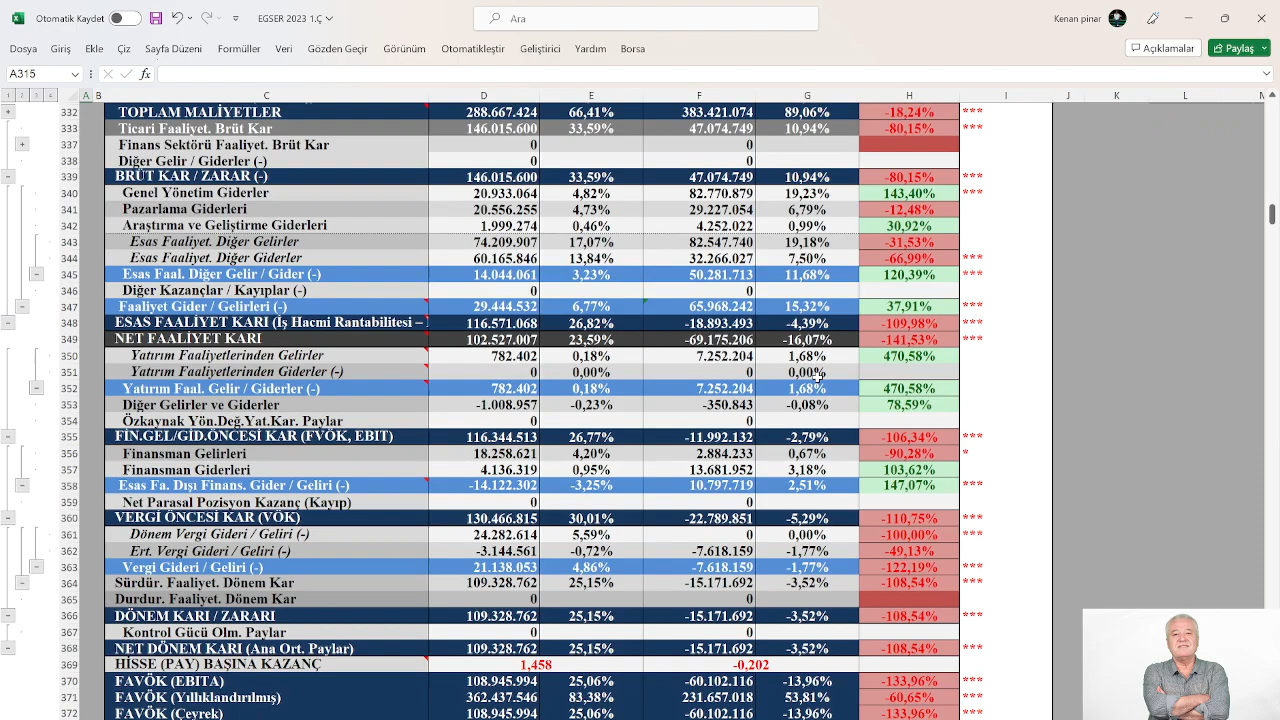 Otomatik Kaydet EGSER 2023 1.Ç Ara Kenan pinar
Dosya Giriş Ekle Çiz Sayfa Düzeni Formüller Veri Gözden Geçir Görünüm Otomatikleştir Geliştirici Yardım Borsa Açıklamalar Paylaş
A315 fx
A B C D E F G H I J K L
1 2 3 4
332 TOPLAM MALİYETLER 288.667.424 66,41% 383.421.074 89,06% -18,24% ***
333 Ticari Faaliyet. Brüt Kar 146.015.600 33,59% 47.074.749 10,94% -80,15% ***
337 Finans Sektörü Faaliyet. Brüt Kar 0 0
338 Diğer Gelir / Giderler (-) 0 0
339 BRÜT KAR / ZARAR (-) 146.015.600 33,59% 47.074.749 10,94% -80,15% ***
340 Genel Yönetim Giderler 20.933.064 4,82% 82.770.879 19,23% 143,40% ***
341 Pazarlama Giderleri 20.556.255 4,73% 29.227.054 6,79% -12,48%
342 Araştırma ve Geliştirme Giderleri 1.999.274 0,46% 4.252.022 0,99% 30,92%
343 Esas Faaliyet. Diğer Gelirler 74.209.907 17,07% 82.547.740 19,18% -31,53%
344 Esas Faaliyet. Diğer Giderler 60.165.846 13,84% 32.266.027 7,50% -66,99% ***
345 Esas Faal. Diğer Gelir / Gider (-) 14.044.061 3,23% 50.281.713 11,68% 120,39% ***
346 Diğer Kazançlar / Kayıplar (-) 0 0
347 Faaliyet Gider / Gelirleri (-) 29.444.532 6,77% 65.968.242 15,32% 37,91% ***
348 ESAS FAALİYET KARI (İş Hacmi Rantabilitesi – 116.571.068 26,82% -18.893.493 -4,39% -109,98% ***
349 NET FAALİYET KARI 102.527.007 23,59% -69.175.206 -16,07% -141,53% ***
350 Yatırım Faaliyetlerinden Gelirler 782.402 0,18% 7.252.204 1,68% 470,58%
351 Yatırım Faaliyetlerinden Giderler (-) 0 0,00% 0 0,00%
352 Yatırım Faal. Gelir / Giderler (-) 782.402 0,18% 7.252.204 1,68% 470,58%
353 Diğer Gelirler ve Giderler -1.008.957 -0,23% -350.843 -0,08% 78,59%
354 Özkaynak Yön.Değ.Yat.Kar. Paylar 0 0
355 FİN.GEL/GİD.ÖNCESİ KAR (FVÖK, EBIT) 116.344.513 26,77% -11.992.132 -2,79% -106,34% ***
356 Finansman Gelirleri 18.258.621 4,20% 2.884.233 0,67% -90,28% *
357 Finansman Giderleri 4.136.319 0,95% 13.681.952 3,18% 103,62%
358 Esas Fa. Dışı Finans. Gider / Geliri (-) -14.122.302 -3,25% 10.797.719 2,51% 147,07% ***
359 Net Parasal Pozisyon Kazanç (Kayıp) 0 0
360 VERGİ ÖNCESİ KAR (VÖK) 130.466.815 30,01% -22.789.851 -5,29% -110,75% ***
361 Dönem Vergi Gideri / Geliri (-) 24.282.614 5,59% 0 0,00% -100,00% ***
362 Ert. Vergi Gideri / Geliri (-) -3.144.561 -0,72% -7.618.159 -1,77% -49,13%
363 Vergi Gideri / Geliri (-) 21.138.053 4,86% -7.618.159 -1,77% -122,19% ***
364 Sürdür. Faaliyet. Dönem Kar 109.328.762 25,15% -15.171.692 -3,52% -108,54% ***
365 Durdur. Faaliyet. Dönem Kar 0 0
366 DÖNEM KARI / ZARARI 109.328.762 25,15% -15.171.692 -3,52% -108,54% ***
367 Kontrol Gücü Olm. Paylar 0 0
368 NET DÖNEM KARI (Ana Ort. Paylar) 109.328.762 25,15% -15.171.692 -3,52% -108,54% ***
369 HİSSE (PAY) BAŞINA KAZANÇ 1,458 -0,202
370 FAVÖK (EBITA) 108.945.994 25,06% -60.102.116 -13,96% -133,96% ***
371 FAVÖK (Yıllıklandırılmış) 362.437.546 83,38% 231.657.018 53,81% -60,65% ***
372 FAVÖK (Çeyrek) 108.945.994 25,06% -60.102.116 -13,96% -133,96% ***